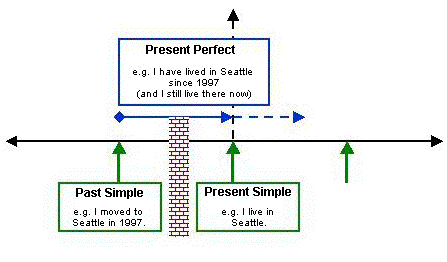 Present Perfect
e.g. I have lived in Seattle
since 1997
(and I still live there now)
Past Simple
e.g. I moved to
Seattle in 1997.
Present Simple
e.g. I live in
Seattle.